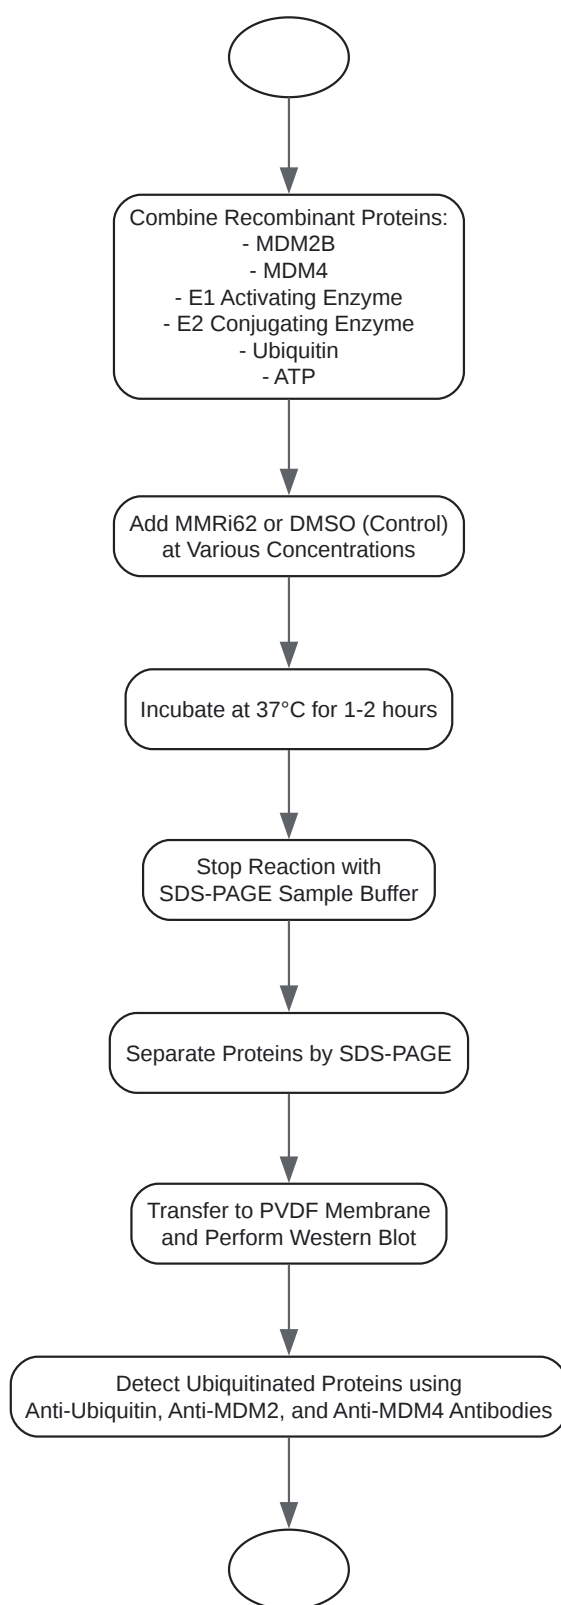 Combine Recombinant Proteins:
- MDM2B
- MDM4
- E1 Activating Enzyme
- E2 Conjugating Enzyme
- Ubiquitin
- ATP
Add MMRi62 or DMSO (Control)
at Various Concentrations
Incubate at 37°C for 1-2 hours
Stop Reaction with
SDS-PAGE Sample Buffer
Separate Proteins by SDS-PAGE
Transfer to PVDF Membrane
and Perform Western Blot
Detect Ubiquitinated Proteins using
Anti-Ubiquitin, Anti-MDM2, and Anti-MDM4 Antibodies